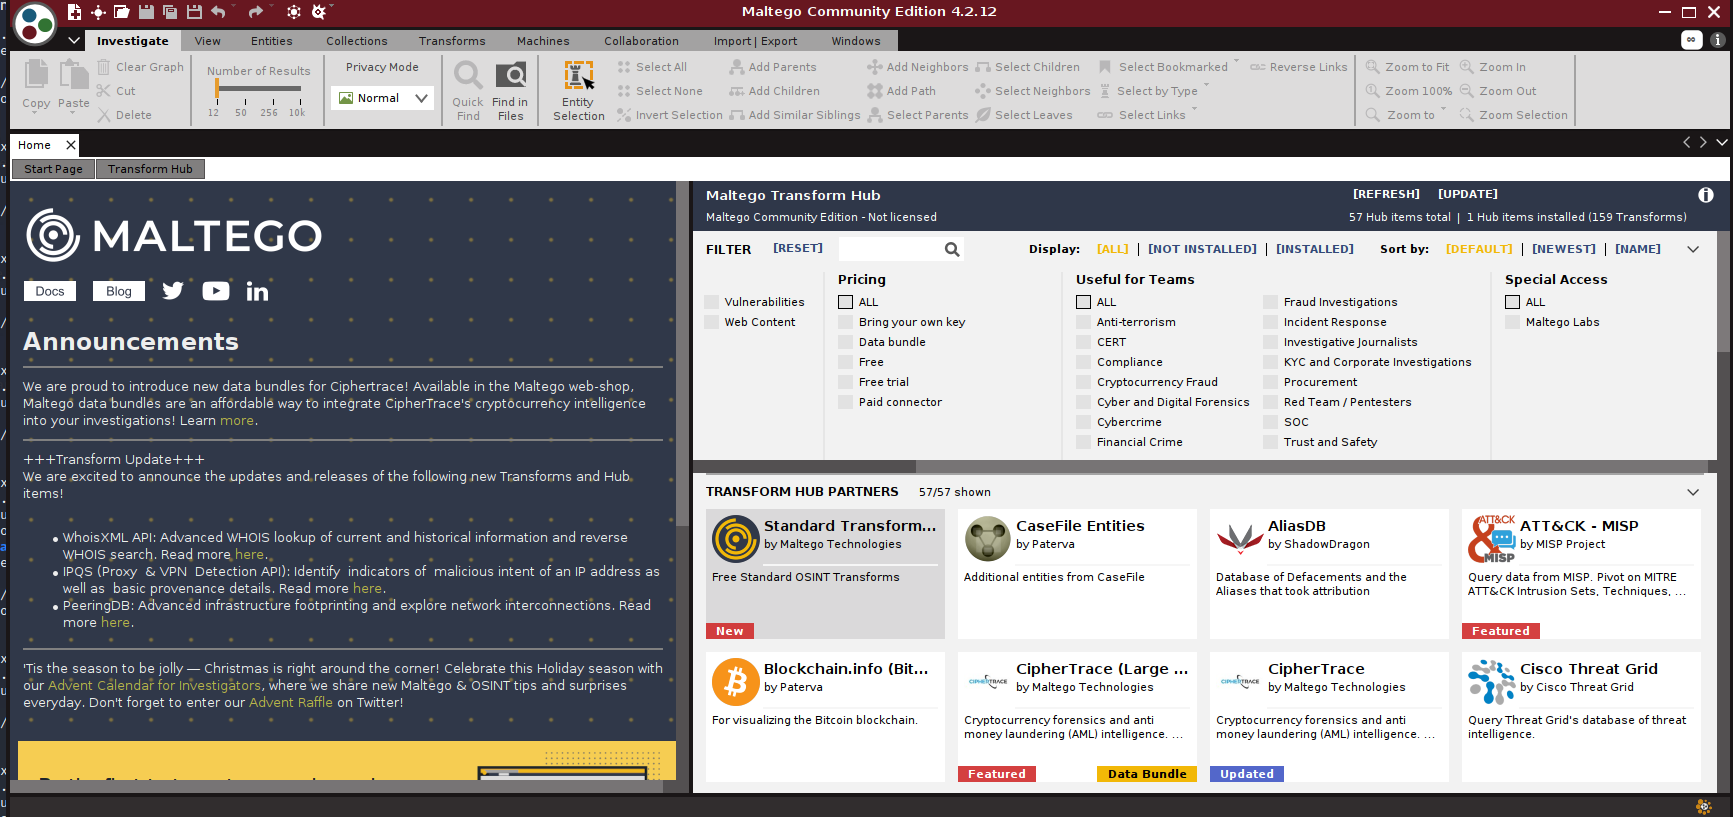 Maltego Community Edition 4.2.12
Investigate View Entities Collections Transforms Machines Collaboration Import | Export Windows
Copy Paste Clear Graph Cut Delete
Number of Results
12 50 256 10k
Privacy Mode
Normal
Quick Find
Find in Files
Entity Selection
Select All Add Parents Add Neighbors Select Children Select Bookmarked Reverse Links Zoom to Fit Zoom In
Select None Add Children Add Path Select Neighbors Select by Type Zoom 100% Zoom Out
Invert Selection Add Similar Siblings Select Parents Select Leaves Select Links Zoom to Zoom Selection
Home
Start Page Transform Hub
MALTEGO
Docs Blog
Announcements
We are proud to introduce new data bundles for Ciphertrace! Available in the Maltego web-shop,
Maltego data bundles are an affordable way to integrate CipherTrace's cryptocurrency intelligence
into your investigations! Learn more.
+++Transform Update+++
We are excited to announce the updates and releases of the following new Transforms and Hub
items!
WhoisXML API: Advanced WHOIS lookup of current and historical information and reverse
WHOIS search. Read more here.
IPQS (Proxy & VPN Detection API): Identify indicators of malicious intent of an IP address as
well as basic provenance details. Read more here.
PeeringDB: Advanced infrastructure footprinting and explore network interconnections. Read
more here.
'Tis the season to be jolly — Christmas is right around the corner! Celebrate this Holiday season with
our Advent Calendar for Investigators, where we share new Maltego & OSINT tips and surprises
everyday. Don't forget to enter our Advent Raffle on Twitter!
Maltego Transform Hub
[REFRESH] [UPDATE]
Maltego Community Edition - Not licensed
57 Hub items total | 1 Hub items installed (159 Transforms)
FILTER [RESET] Display: [ALL] | [NOT INSTALLED] | [INSTALLED] Sort by: [DEFAULT] | [NEWEST] | [NAME]
Vulnerabilities
Web Content
Pricing
ALL
Bring your own key
Data bundle
Free
Free trial
Paid connector
Useful for Teams
ALL
Anti-terrorism
CERT
Compliance
Cryptocurrency Fraud
Cyber and Digital Forensics
Cybercrime
Financial Crime
Fraud Investigations
Incident Response
Investigative Journalists
KYC and Corporate Investigations
Procurement
Red Team / Pentesters
SOC
Trust and Safety
Special Access
ALL
Maltego Labs
TRANSFORM HUB PARTNERS 57/57 shown
Standard Transform...
by Maltego Technologies
Free Standard OSINT Transforms
New
CaseFile Entities
by Paterva
Additional entities from CaseFile
AliasDB
by ShadowDragon
Database of Defacements and the
Aliases that took attribution
ATT&CK
MISP
ATT&CK - MISP
by MISP Project
Query data from MISP. Pivot on MITRE
ATT&CK Intrusion Sets, Techniques, ...
Featured
Blockchain.info (Bit...
by Paterva
For visualizing the Bitcoin blockchain.
CIPHERTRACE
CipherTrace (Large ...
by Maltego Technologies
Cryptocurrency forensics and anti
money laundering (AML) intelligence. ...
Featured
Data Bundle
CIPHERTRACE
CipherTrace
by Maltego Technologies
Cryptocurrency forensics and anti
money laundering (AML) intelligence. ...
Updated
Cisco Threat Grid
by Cisco Threat Grid
Query Threat Grid's database of threat
intelligence.